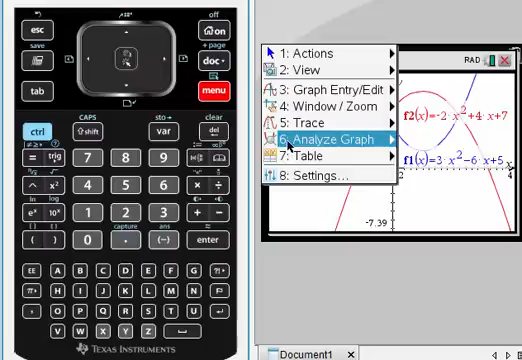 off
esc
on
save
+ page
doc
tab
menu
CAPS
sto→
clear
ctrl
shift
var
del
= trig 7 8 9
^ x² 4 5 6 × ÷
eˣ 10ˣ 1 2 3 + −
capture ans
( ) 0 . (−) enter
EE A B C D E F G ?!
π H I J K L M N
, O P Q R S T U
V W X Y Z
TEXAS INSTRUMENTS
RAD
1: Actions
2: View
3: Graph Entry/Edit
4: Window / Zoom
5: Trace
6: Analyze Graph
7: Table
8: Settings...
f2(x)=-2·x²+4·x+7
f1(x)=3·x²-6·x+5
4
-7.39
Document1